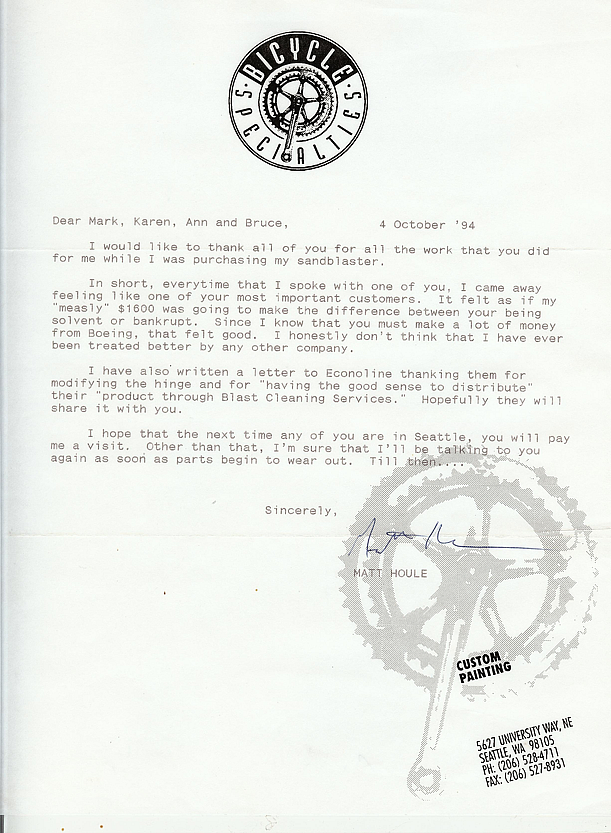 BICYCLE
SPECIALTIES
Dear Mark, Karen, Ann and Bruce, 4 October '94
I would like to thank all of you for all the work that you did
for me while I was purchasing my sandblaster.
In short, everytime that I spoke with one of you, I came away
feeling like one of your most important customers. It felt as if my
"measly" $1600 was going to make the difference between your being
solvent or bankrupt. Since I know that you must make a lot of money
from Boeing, that felt good. I honestly don't think that I have ever
been treated better by any other company.
I have also written a letter to Econoline thanking them for
modifying the hinge and for "having the good sense to distribute"
their "product through Blast Cleaning Services." Hopefully they will
share it with you.
I hope that the next time any of you are in Seattle, you will pay
me a visit. Other than that, I'm sure that I'll be talking to you
again as soon as parts begin to wear out. Till then....
Sincerely,
MATT HOULE
CUSTOM
PAINTING
5627 UNIVERSITY WAY, NE
SEATTLE, WA 98105
PH: (206) 528-4711
FAX: (206) 527-8931